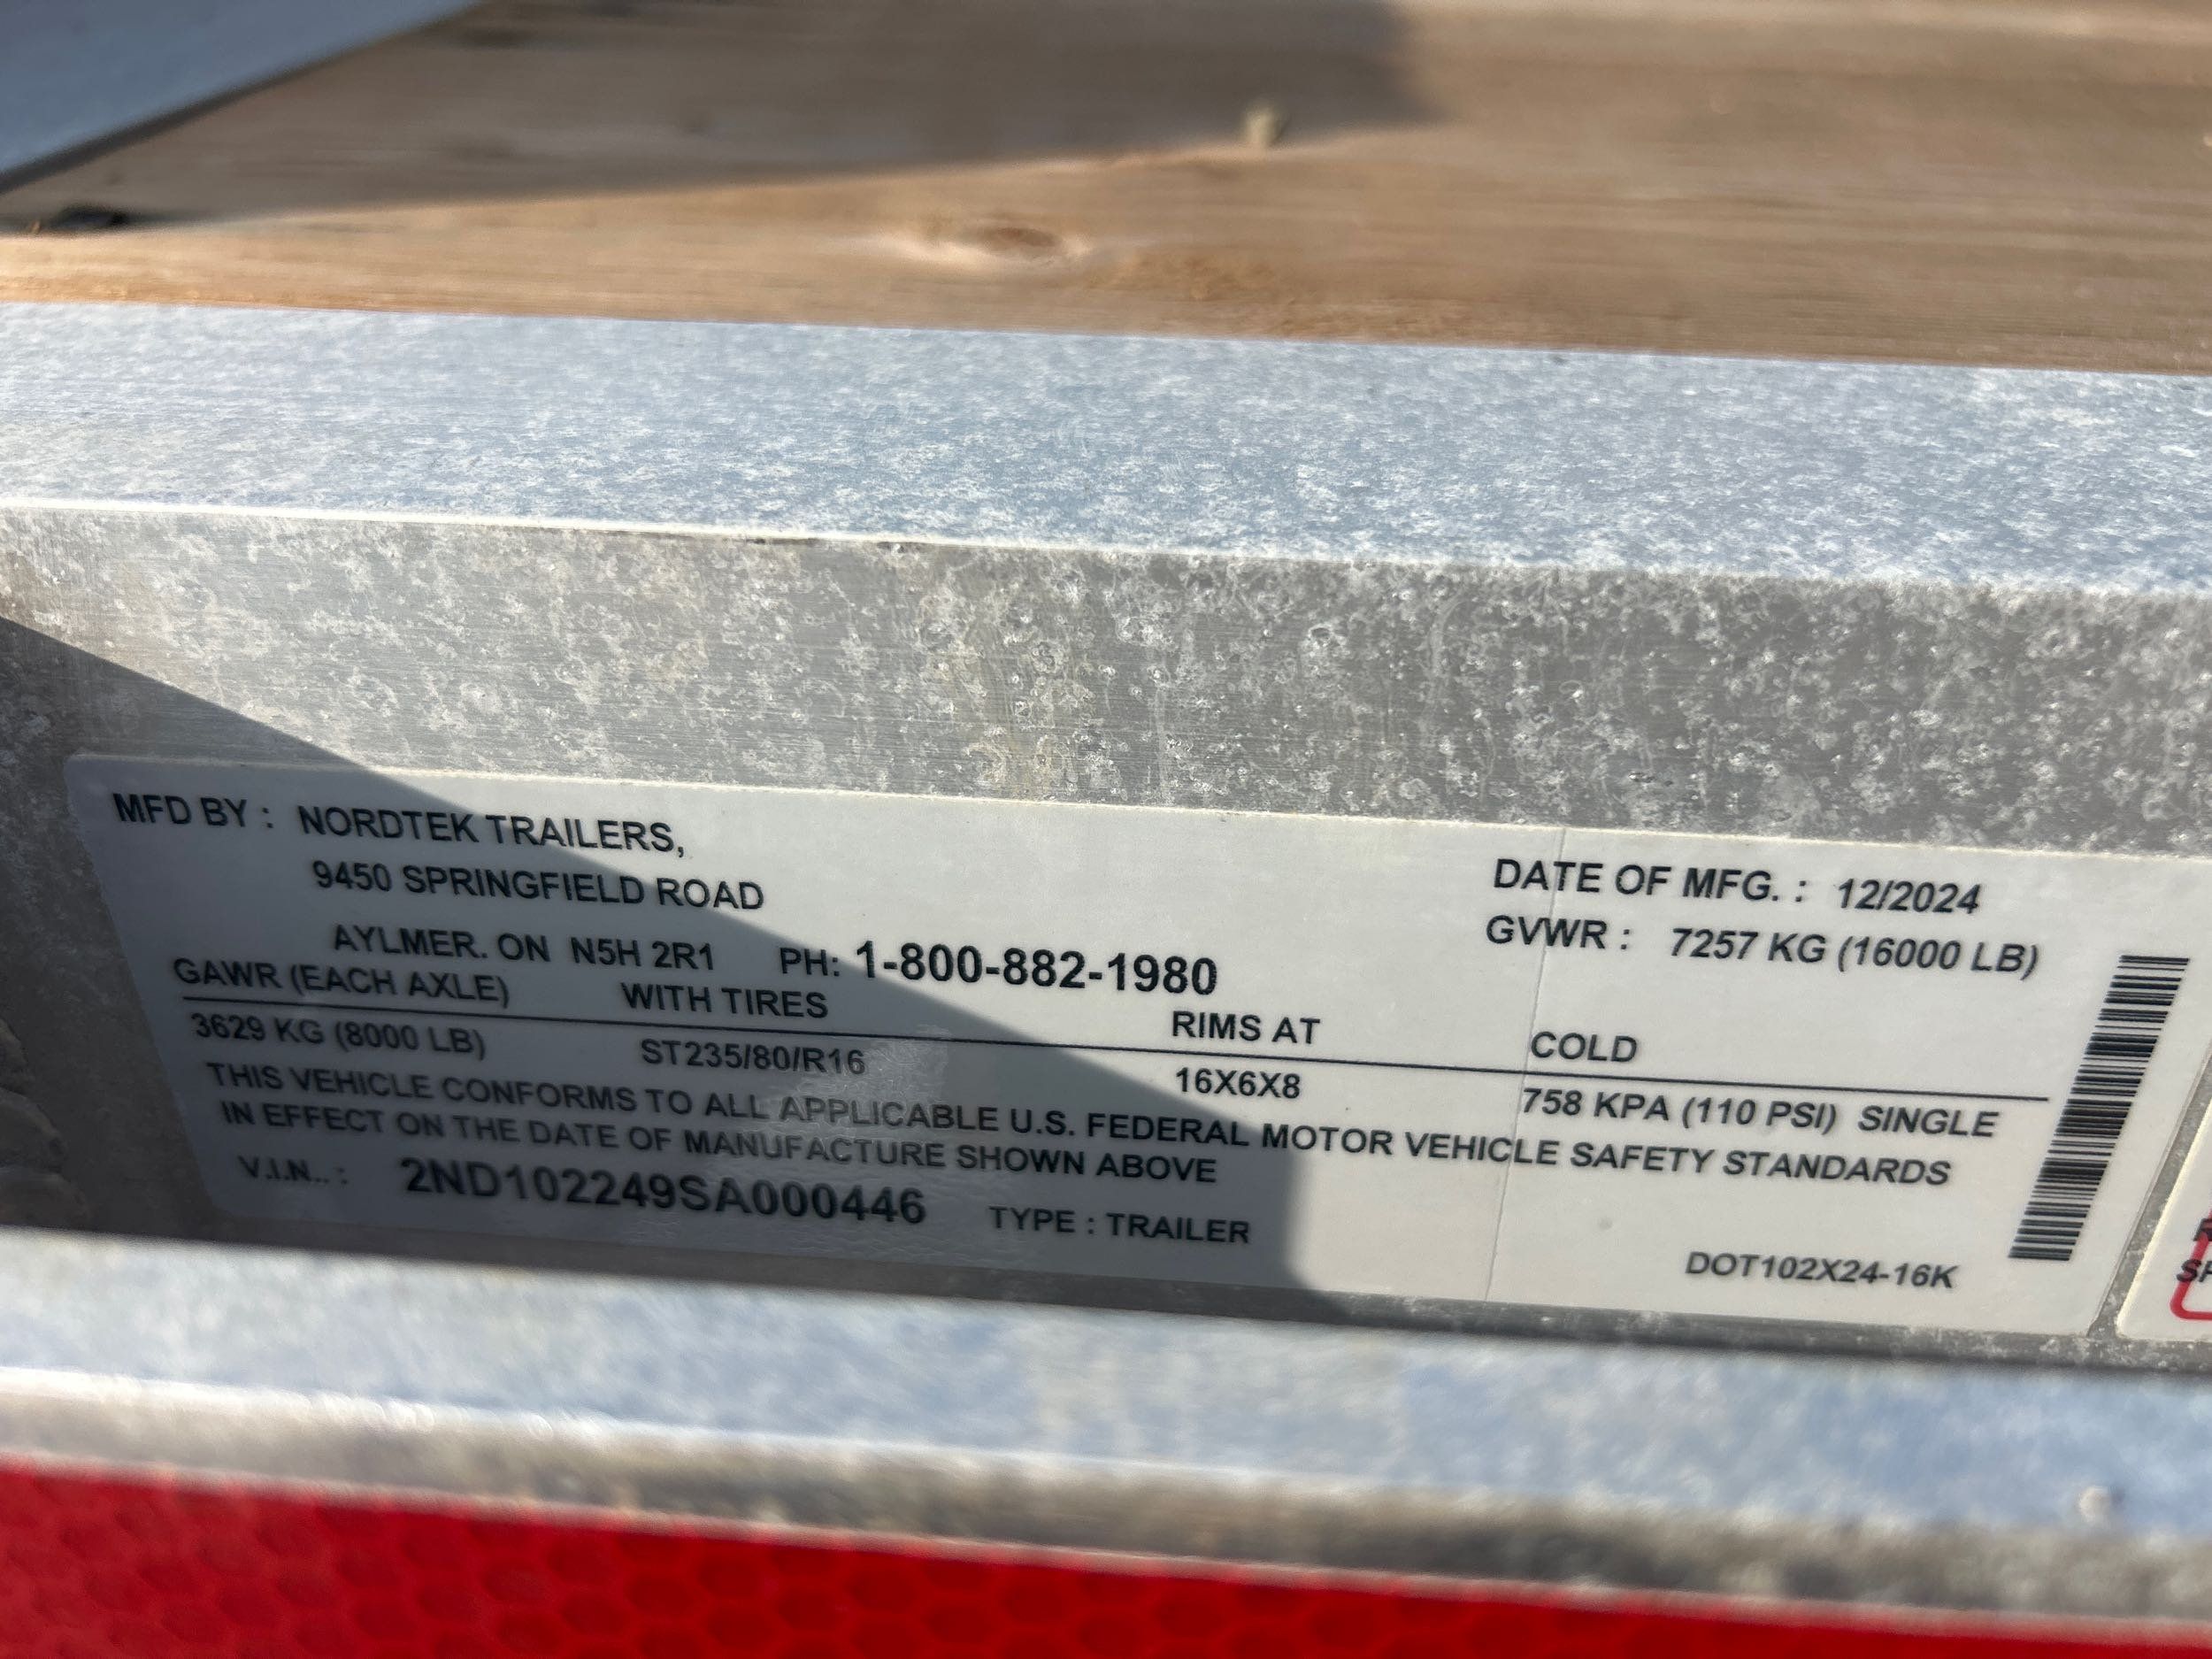 MFD BY : NORDTEK TRAILERS,
9450 SPRINGFIELD ROAD
AYLMER. ON N5H 2R1 PH: 1-800-882-1980
DATE OF MFG. : 12/2024
GVWR : 7257 KG (16000 LB)
GAWR (EACH AXLE) WITH TIRES RIMS AT COLD
3629 KG (8000 LB) ST235/80/R16 16X6X8 758 KPA (110 PSI) SINGLE
THIS VEHICLE CONFORMS TO ALL APPLICABLE U.S. FEDERAL MOTOR VEHICLE SAFETY STANDARDS
IN EFFECT ON THE DATE OF MANUFACTURE SHOWN ABOVE
V.I.N.. : 2ND102249SA000446 TYPE : TRAILER
DOT102X24-16K